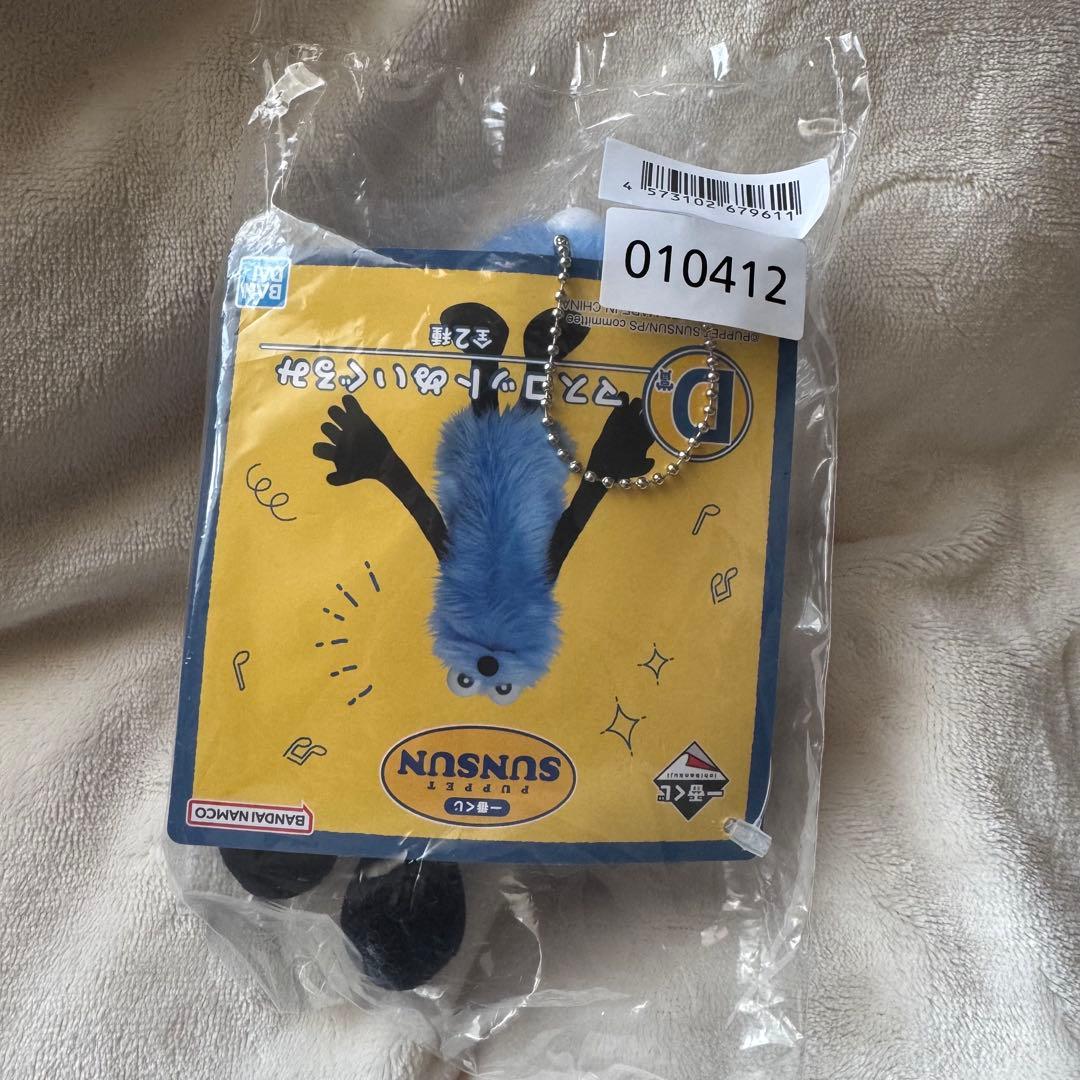 4 573102 679611
010412
BAN
DAI
©PUPPET SUNSUN/PS committee
MADE IN CHINA
全2種
マスコットぬいぐるみ
D賞
一番くじ
PUPPET
SUNSUN
一番くじ
ichibankuji
BANDAI NAMCO